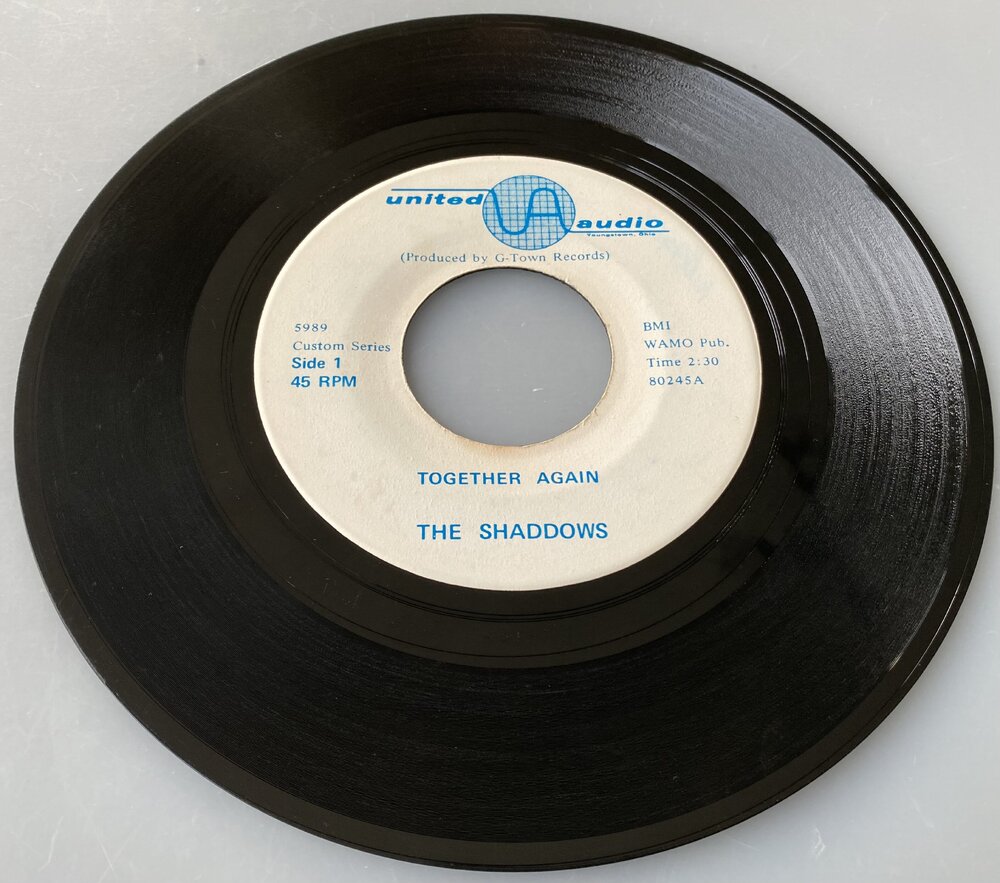 united UA audio
Youngstown, Ohio
(Produced by G-Town Records)
5989
Custom Series
Side 1
45 RPM
BMI
WAMO Pub.
Time 2:30
80245A
TOGETHER AGAIN
THE SHADDOWS